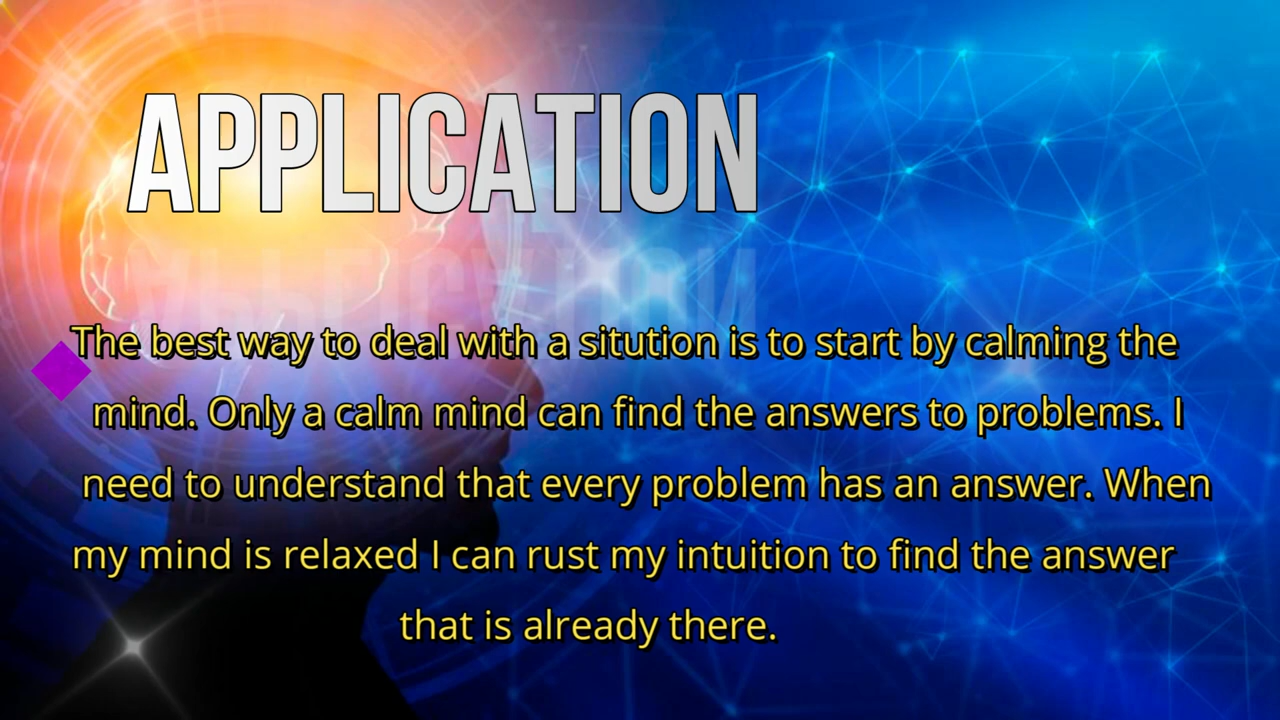 APPLICATION
The best way to deal with a sitution is to start by calming the
mind. Only a calm mind can find the answers to problems. I
need to understand that every problem has an answer. When
my mind is relaxed I can rust my intuition to find the answer
that is already there.